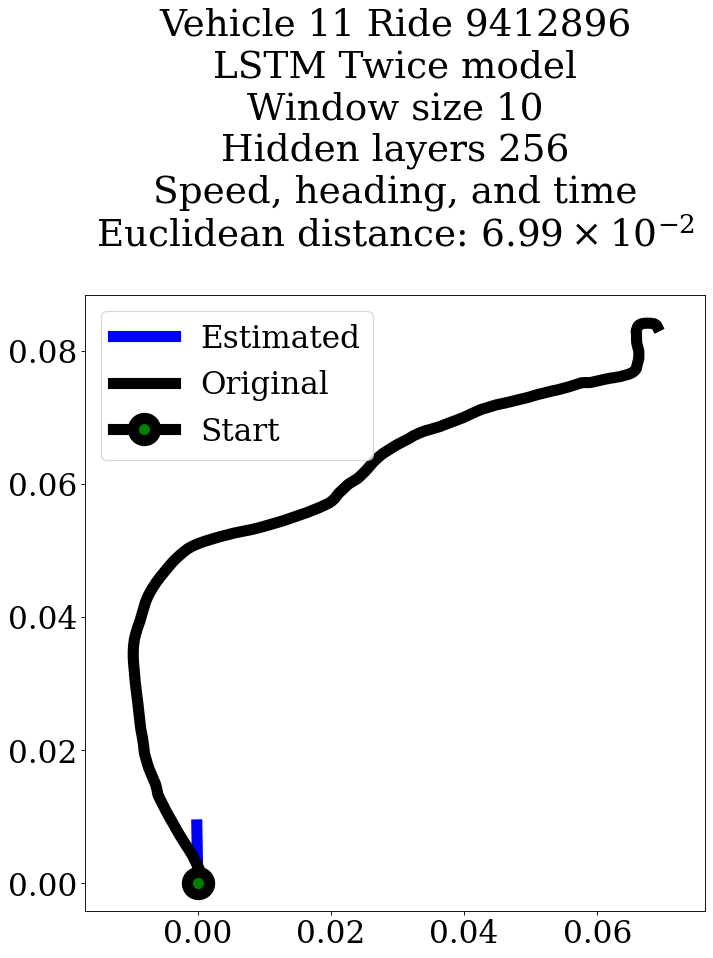 Vehicle 11 Ride 9412896
LSTM Twice model
Window size 10
Hidden layers 256
Speed, heading, and time
Euclidean distance: 6.99 × 10⁻²
Estimated
Original
Start
0.08
0.06
0.04
0.02
0.00
0.00 0.02 0.04 0.06